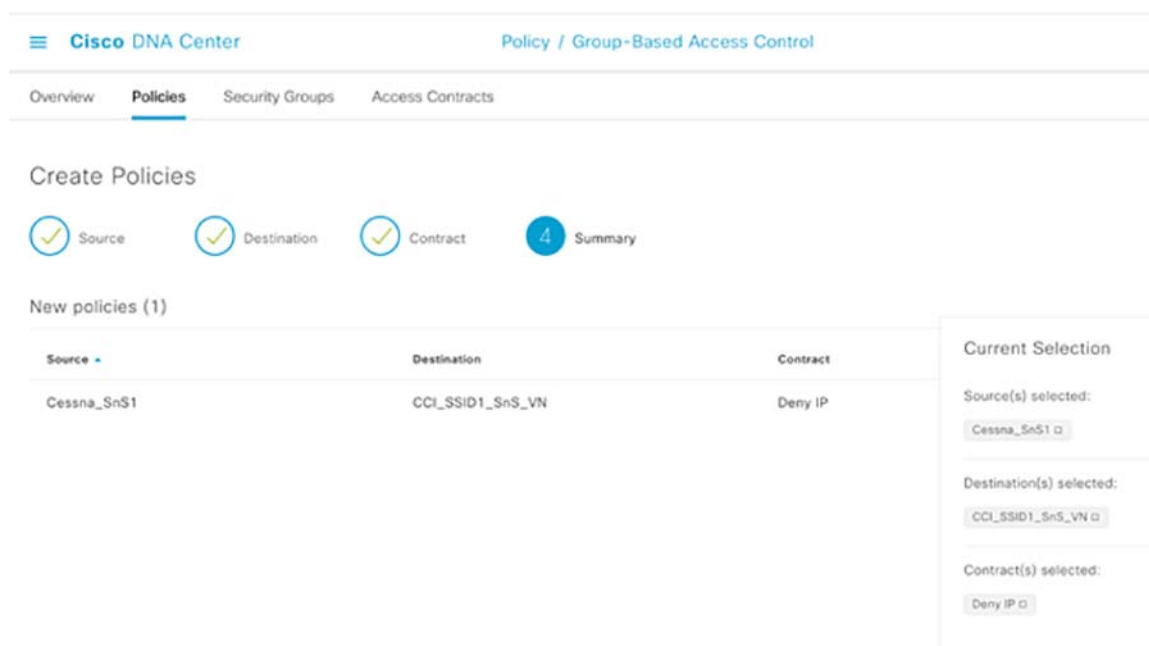 Cisco DNA Center
Policy / Group-Based Access Control
Overview Policies Security Groups Access Contracts
Create Policies
Source Destination Contract 4 Summary
New policies (1)
Source Destination Contract
Cessna_SnS1 CCI_SSID1_SnS_VN Deny IP
Current Selection
Source(s) selected:
Cessna_SnS1
Destination(s) selected:
CCI_SSID1_SnS_VN
Contract(s) selected:
Deny IP